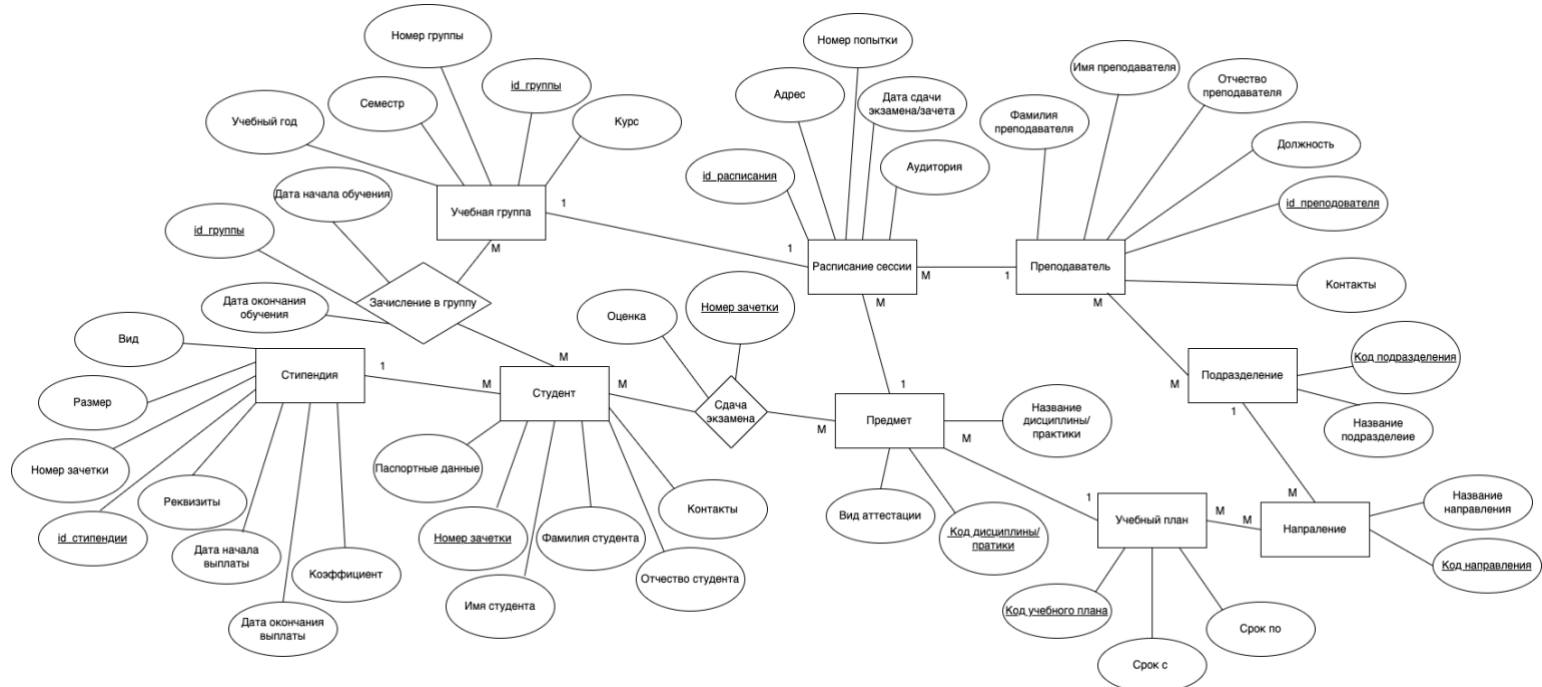 Номер группы
id_группы
Семестр
Учебный год
Курс
Учебная группа
1
M
Дата начала обучения
id_группы
Зачисление в группу
Дата окончания
обучения
M
Номер попытки
Адрес
Дата сдачи
экзамена/зачета
Аудитория
id_расписания
1
Расписание сессии
M
M
Имя преподавателя
Отчество
преподавателя
Фамилия
преподавателя
Должность
id_преподователя
1
Преподаватель
M
Контакты
Вид
Размер
Стипендия
1
M
Номер зачетки
id_стипендии
Реквизиты
Дата начала
выплаты
Дата окончания
выплаты
Коэффициент
Студент
M
Паспортные данные
Номер зачетки
Имя студента
Фамилия студента
Отчество студента
Контакты
Оценка
Номер зачетки
Сдача
экзамена
M
1
Предмет
M
Название
дисциплины/
практики
Вид аттестации
Код дисциплины/
пратики
M
Подразделение
1
Код подразделения
Название
подразделеие
1
Учебный план
M
Код учебного плана
Срок с
Срок по
M
M
Напраление
Название
направления
Код направления